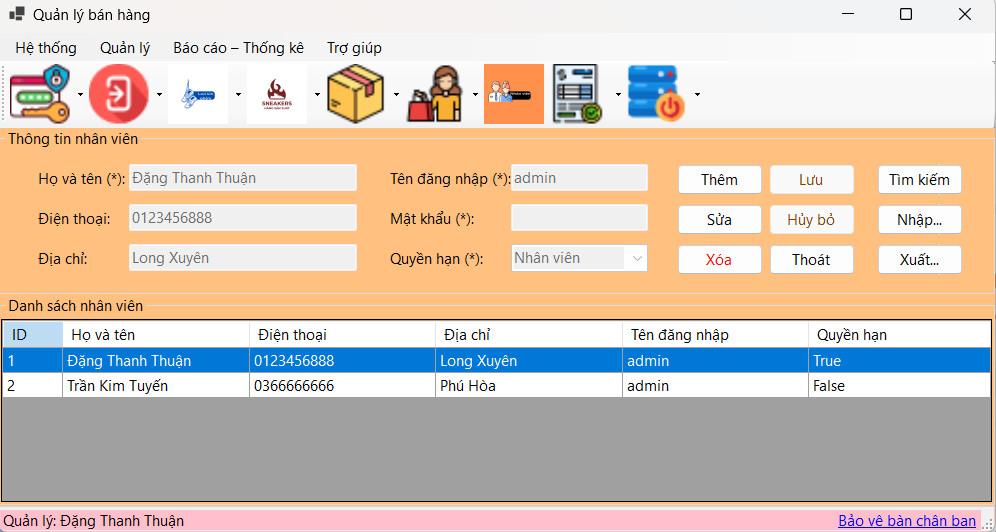 Quản lý bán hàng
Hệ thống Quản lý Báo cáo – Thống kê Trợ giúp
SNEAKERS
Thông tin nhân viên
Họ và tên (*): Đặng Thanh Thuận Tên đăng nhập (*): admin Thêm Lưu Tìm kiếm
Điện thoại: 0123456888 Mật khẩu (*): Sửa Hủy bỏ Nhập...
Địa chỉ: Long Xuyên Quyền hạn (*): Nhân viên Xóa Thoát Xuất...
Danh sách nhân viên
ID Họ và tên Điện thoại Địa chỉ Tên đăng nhập Quyền hạn
1 Đặng Thanh Thuận 0123456888 Long Xuyên admin True
2 Trần Kim Tuyến 0366666666 Phú Hòa admin False
Quản lý: Đặng Thanh Thuận Bảo vệ bàn chân bạn